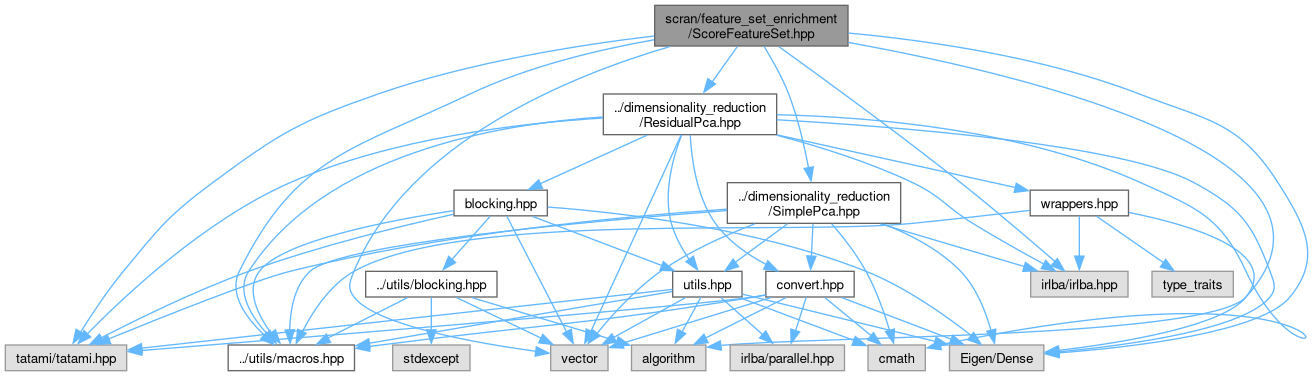 scran/feature_set_enrichment
/ScoreFeatureSet.hpp
../dimensionality_reduction
/ResidualPca.hpp
blocking.hpp
../dimensionality_reduction
/SimplePca.hpp
wrappers.hpp
../utils/blocking.hpp
utils.hpp
convert.hpp
irlba/irlba.hpp
type_traits
tatami/tatami.hpp
../utils/macros.hpp
stdexcept
vector
algorithm
irlba/parallel.hpp
cmath
Eigen/Dense